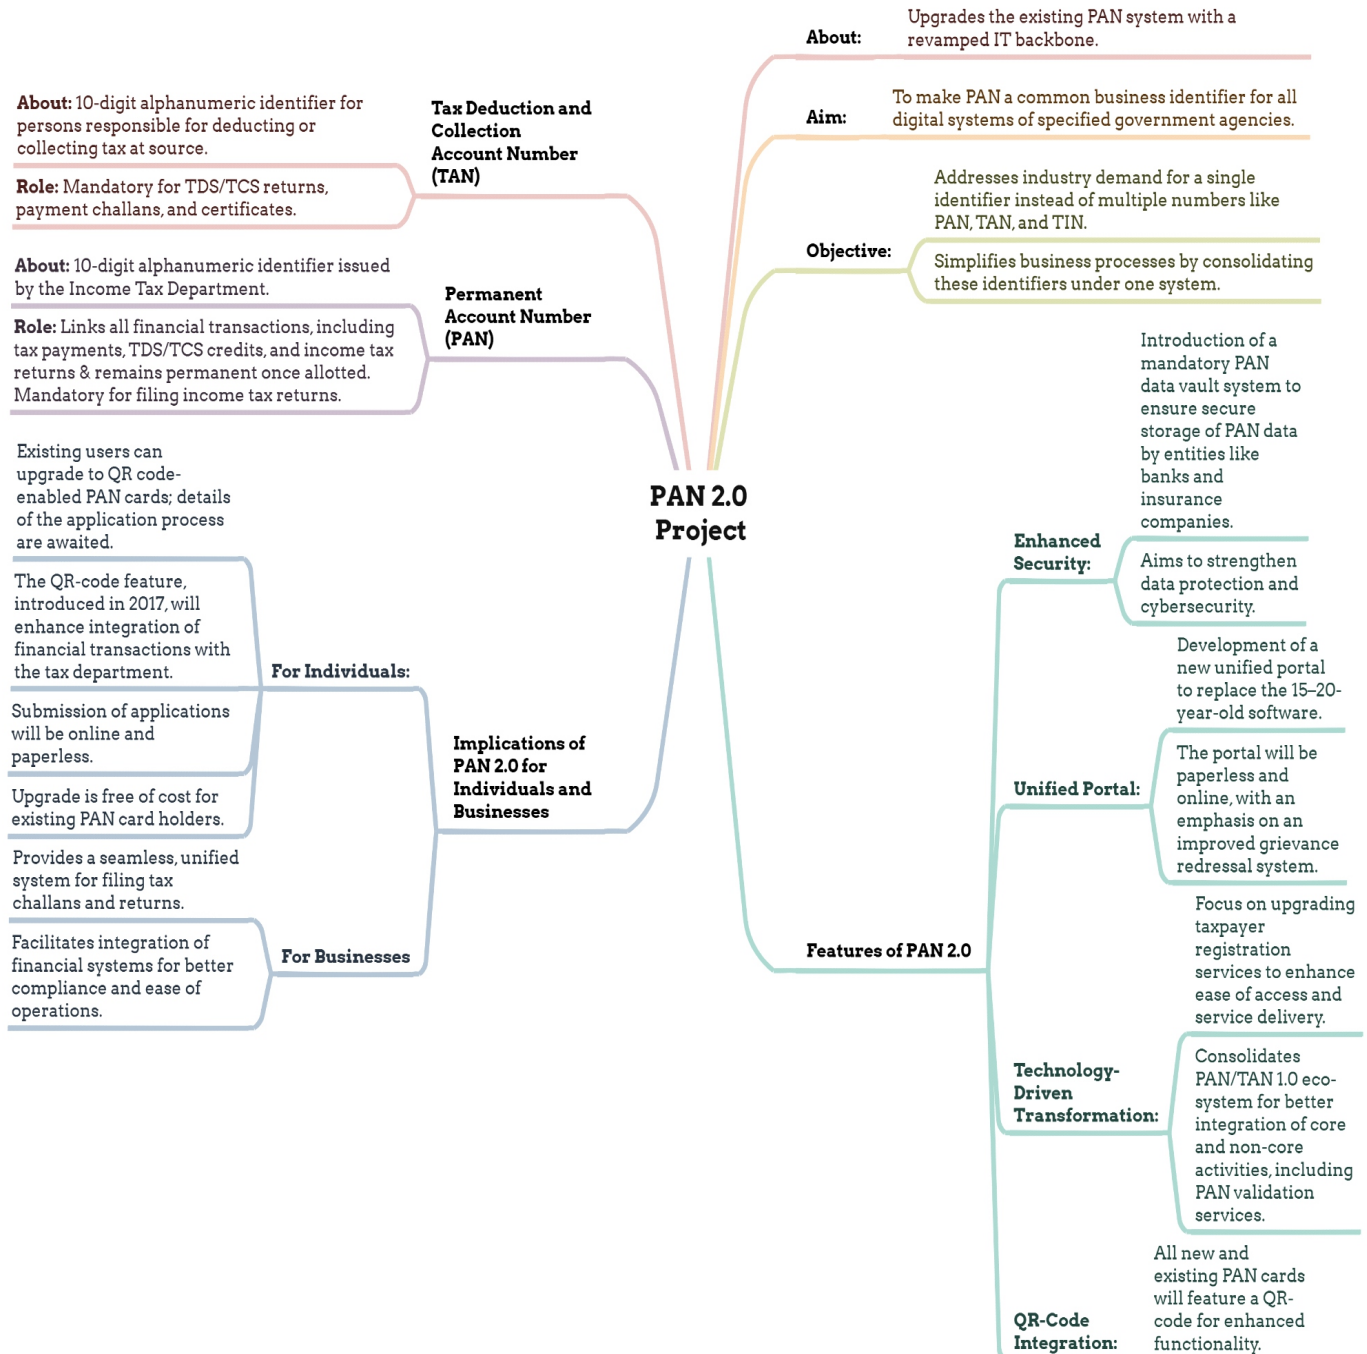 PAN 2.0
Project
About:
Upgrades the existing PAN system with a
revamped IT backbone.
Aim:
To make PAN a common business identifier for all
digital systems of specified government agencies.
Objective:
Addresses industry demand for a single
identifier instead of multiple numbers like
PAN, TAN, and TIN.
Simplifies business processes by consolidating
these identifiers under one system.
Features of PAN 2.0
Enhanced
Security:
Introduction of a
mandatory PAN
data vault system to
ensure secure
storage of PAN data
by entities like
banks and
insurance
companies.
Aims to strengthen
data protection and
cybersecurity.
Unified Portal:
Development of a
new unified portal
to replace the 15–20-
year-old software.
The portal will be
paperless and
online, with an
emphasis on an
improved grievance
redressal system.
Technology-
Driven
Transformation:
Focus on upgrading
taxpayer
registration
services to enhance
ease of access and
service delivery.
Consolidates
PAN/TAN 1.0 eco-
system for better
integration of core
and non-core
activities, including
PAN validation
services.
QR-Code
Integration:
All new and
existing PAN cards
will feature a QR-
code for enhanced
functionality.
Tax Deduction and
Collection
Account Number
(TAN)
About: 10-digit alphanumeric identifier for
persons responsible for deducting or
collecting tax at source.
Role: Mandatory for TDS/TCS returns,
payment challans, and certificates.
Permanent
Account Number
(PAN)
About: 10-digit alphanumeric identifier issued
by the Income Tax Department.
Role: Links all financial transactions, including
tax payments, TDS/TCS credits, and income tax
returns & remains permanent once allotted.
Mandatory for filing income tax returns.
Implications of
PAN 2.0 for
Individuals and
Businesses
For Individuals:
Existing users can
upgrade to QR code-
enabled PAN cards; details
of the application process
are awaited.
The QR-code feature,
introduced in 2017, will
enhance integration of
financial transactions with
the tax department.
Submission of applications
will be online and
paperless.
Upgrade is free of cost for
existing PAN card holders.
For Businesses
Provides a seamless, unified
system for filing tax
challans and returns.
Facilitates integration of
financial systems for better
compliance and ease of
operations.